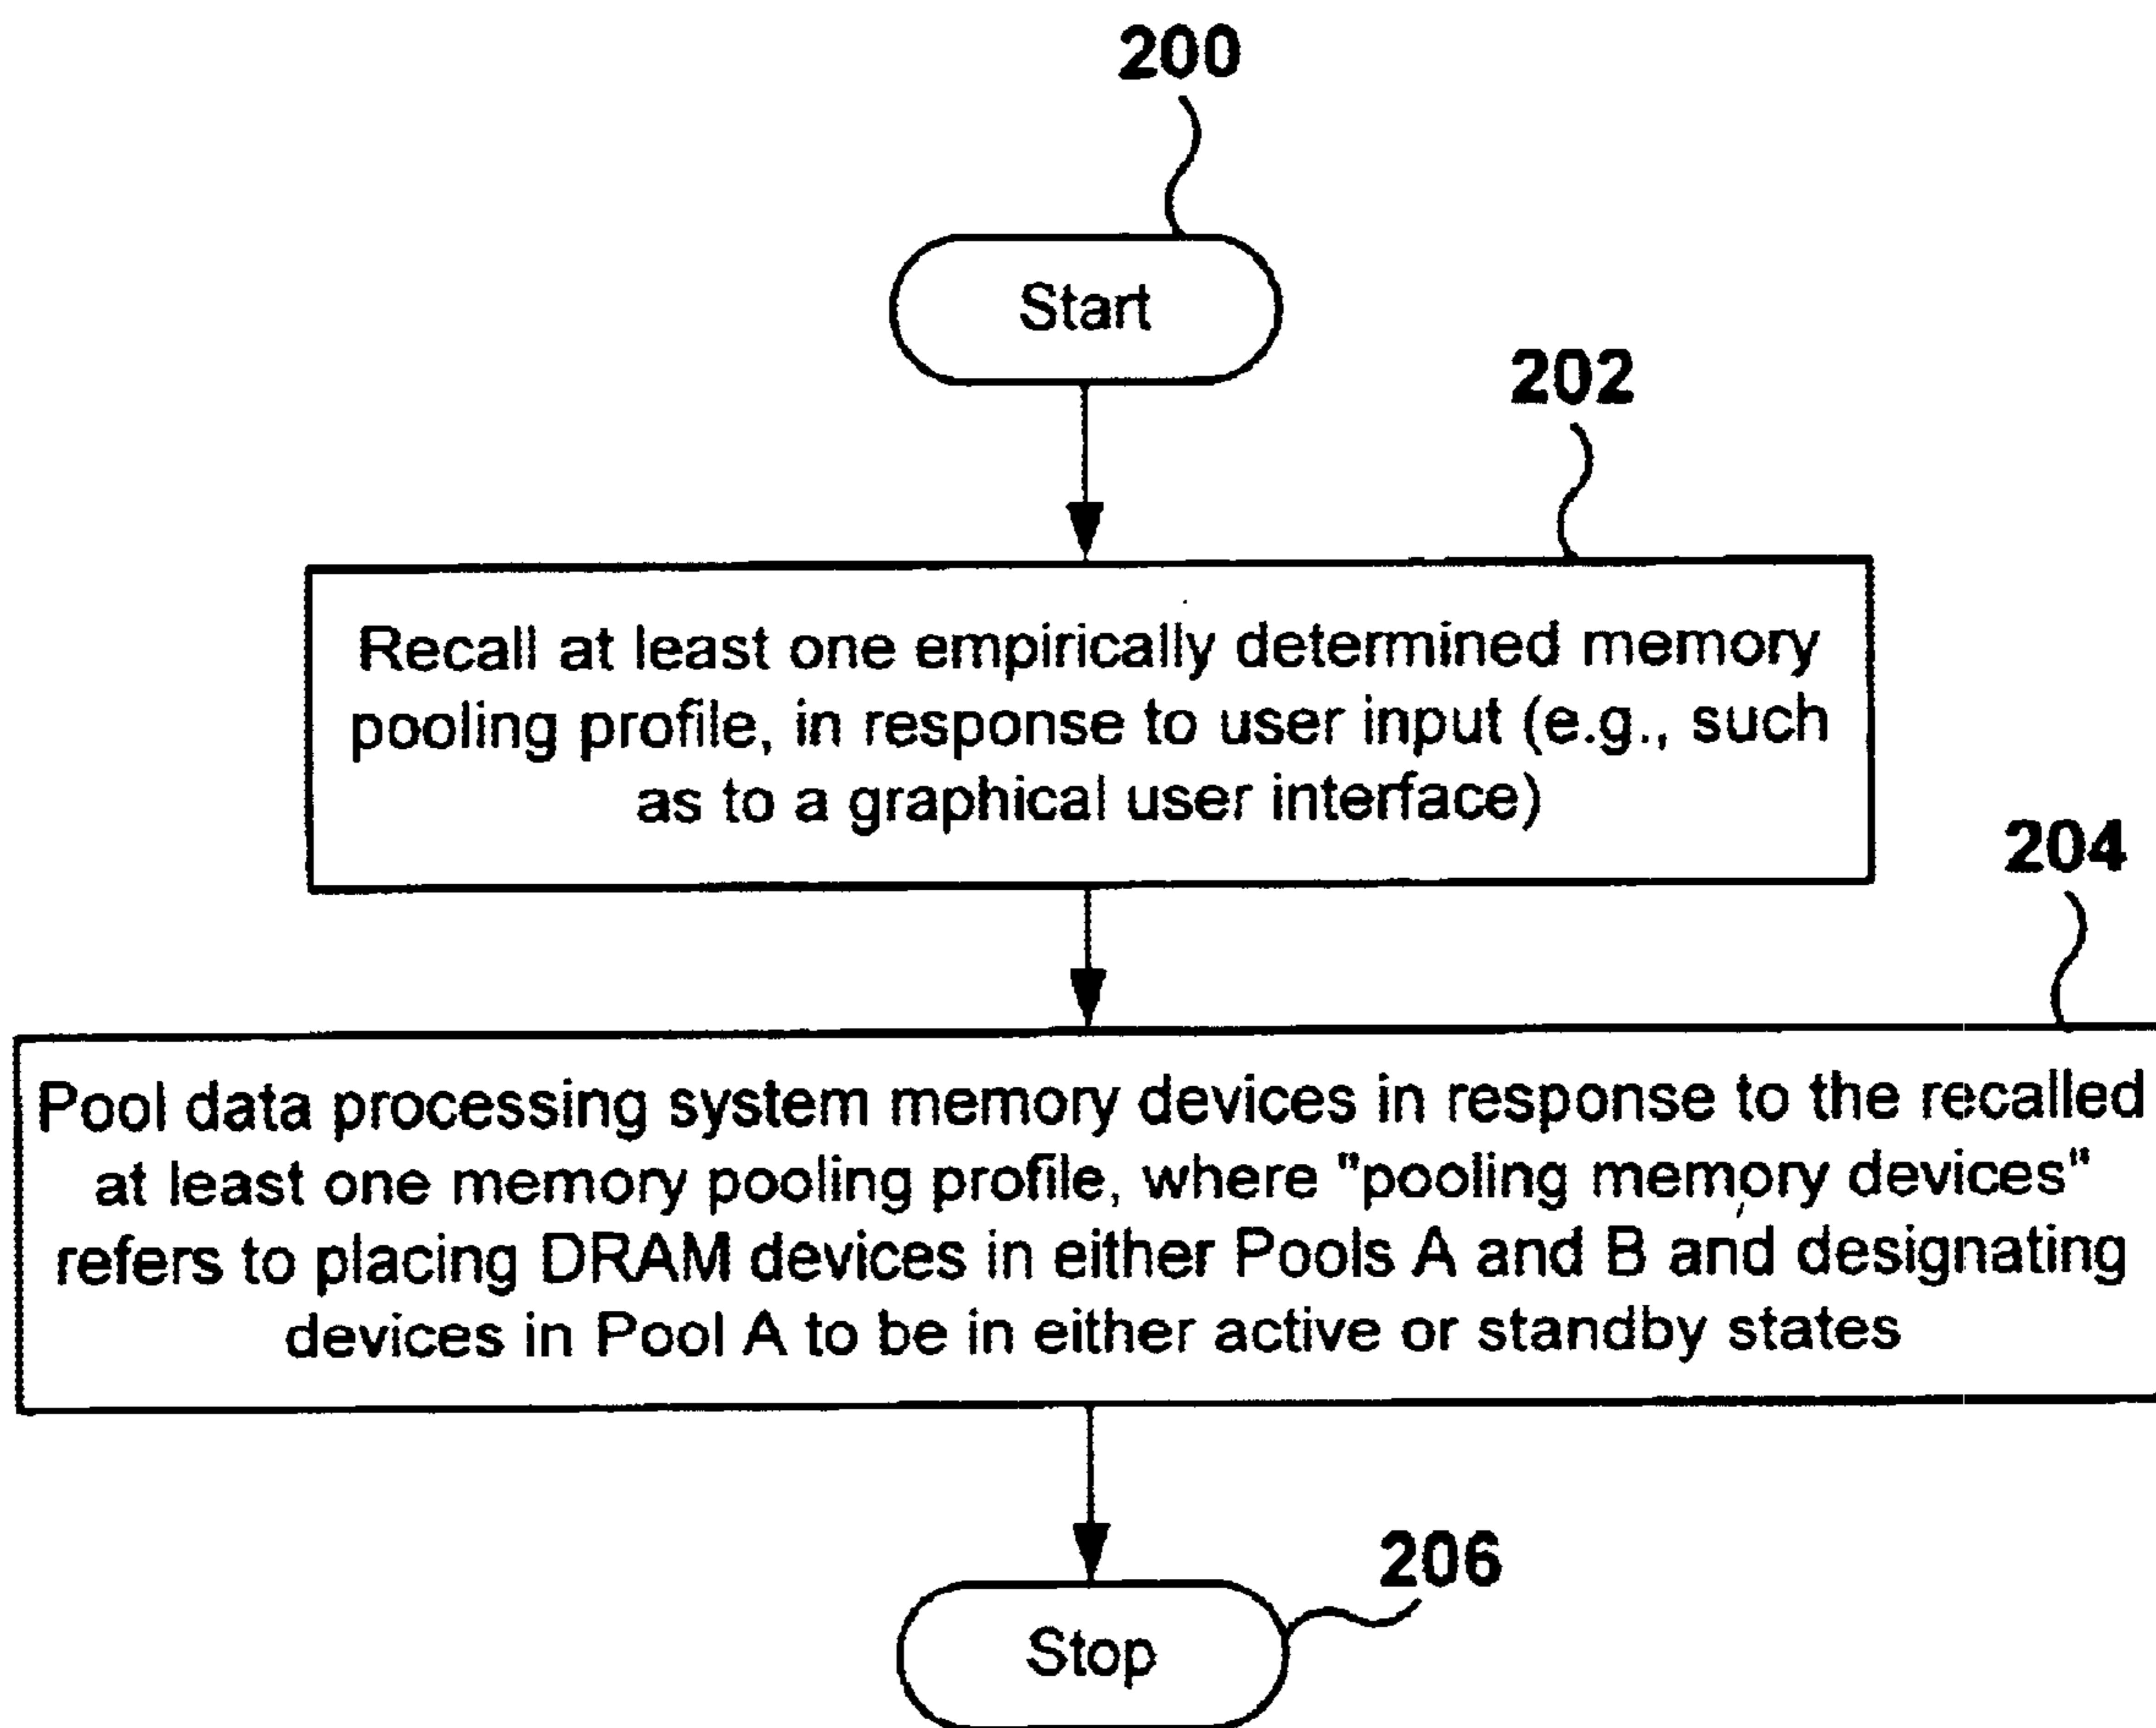 200
Start
202
Recall at least one empirically determined memory
pooling profile, in response to user input (e.g., such
as to a graphical user interface)
204
Pool data processing system memory devices in response to the recalled
at least one memory pooling profile, where "pooling memory devices"
refers to placing DRAM devices in either Pools A and B and designating
devices in Pool A to be in either active or standby states
206
Stop